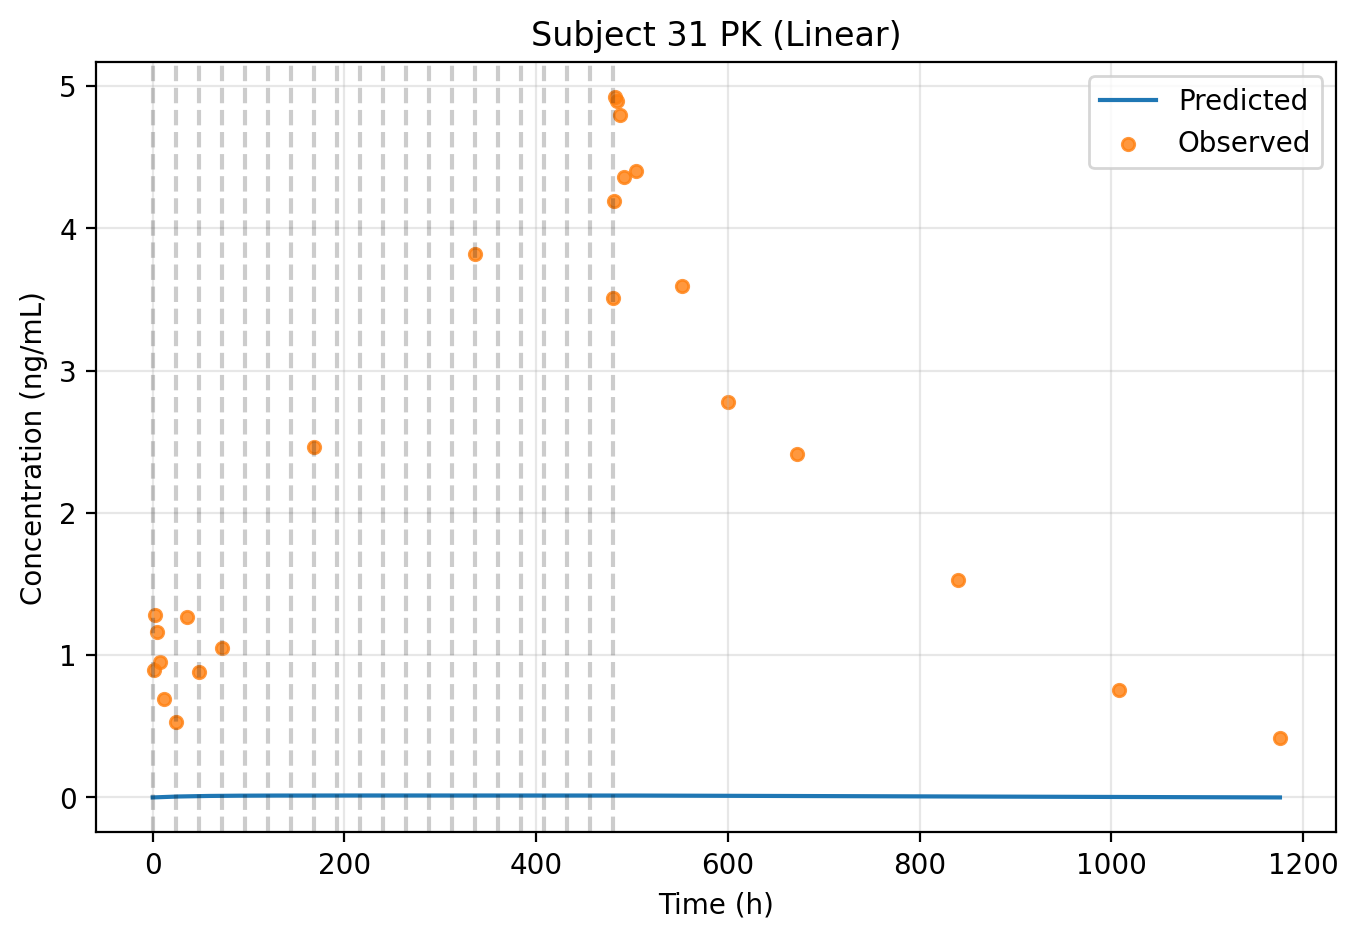 Subject 31 PK (Linear)
Predicted
Observed
Concentration (ng/mL)
5
4
3
2
1
0
0 200 400 600 800 1000 1200
Time (h)